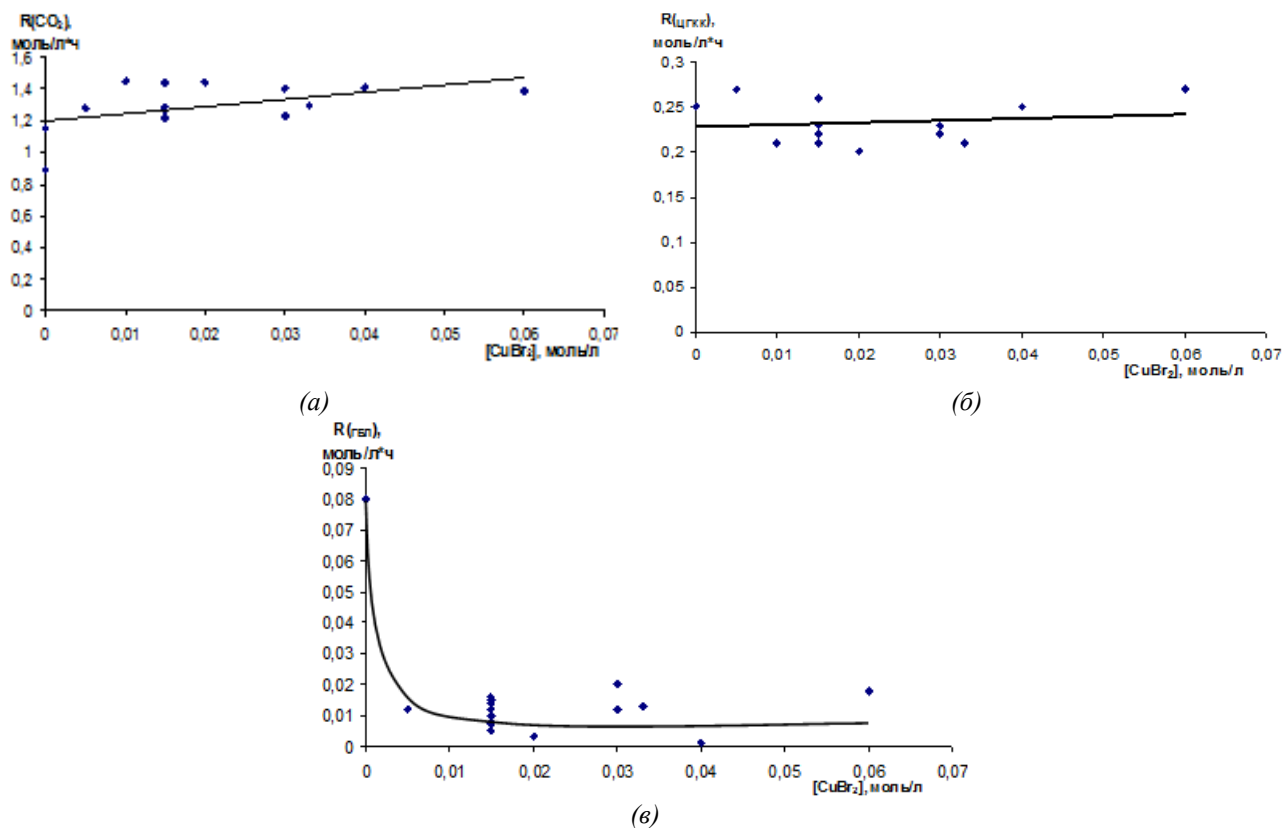 R(CO₂),
моль/л*ч
1,6
1,4
1,2
1
0,8
0,6
0,4
0,2
0
0 0,01 0,02 0,03 0,04 0,05 0,06 0,07
[CuBr₂], моль/л
(а)
R(ЦГКК),
моль/л*ч
0,3
0,25
0,2
0,15
0,1
0,05
0
0 0,01 0,02 0,03 0,04 0,05 0,06 0,07
[CuBr₂], моль/л
(б)
R(ГБЛ),
моль/л*ч
0,09
0,08
0,07
0,06
0,05
0,04
0,03
0,02
0,01
0
0 0,01 0,02 0,03 0,04 0,05 0,06 0,07
[CuBr₂], моль/л
(в)